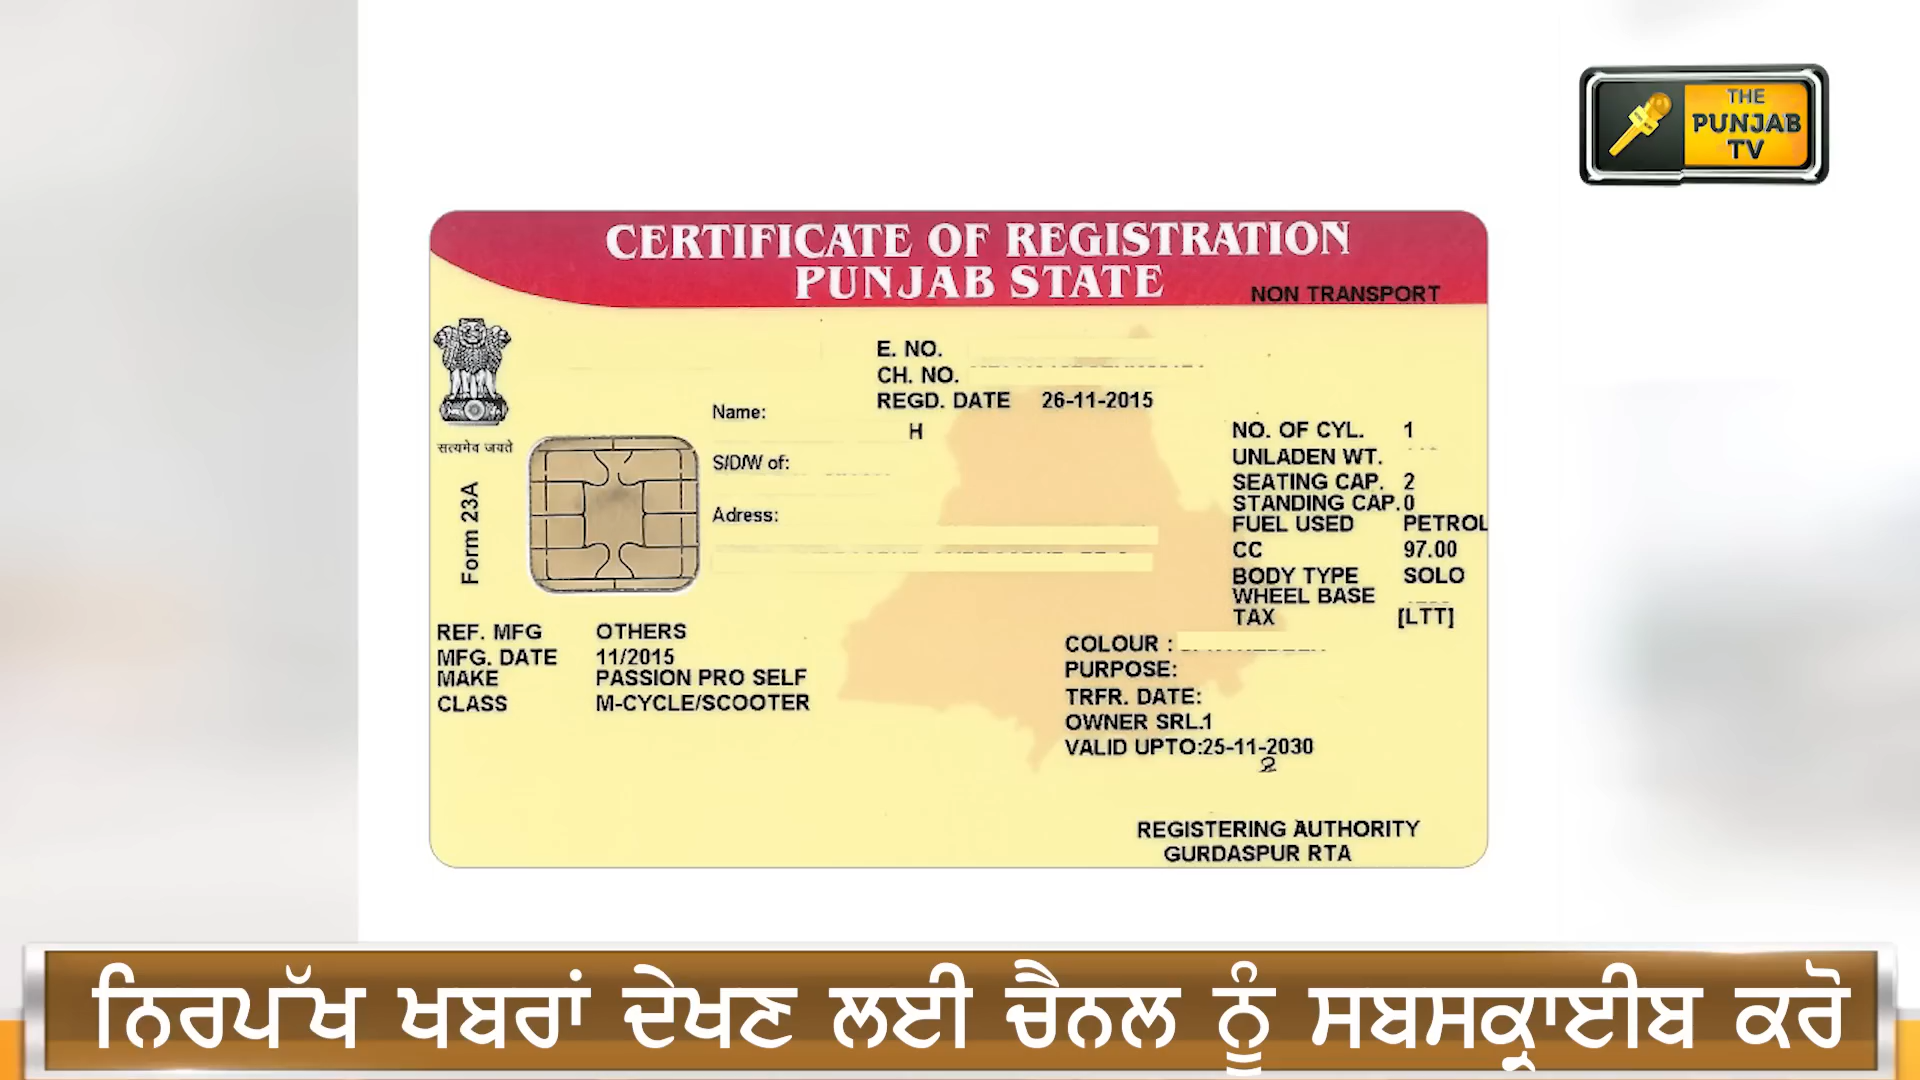 THE
PUNJAB
TV
CERTIFICATE OF REGISTRATION
PUNJAB STATE
NON TRANSPORT
E. NO.
CH. NO.
REGD. DATE 26-11-2015
Name:
H
S/D/W of:
Adress:
सत्यमेव जयते
Form 23A
NO. OF CYL. 1
UNLADEN WT.
SEATING CAP. 2
STANDING CAP.0
FUEL USED PETROL
CC 97.00
BODY TYPE SOLO
WHEEL BASE
TAX [LTT]
REF. MFG OTHERS
MFG. DATE 11/2015
MAKE PASSION PRO SELF
CLASS M-CYCLE/SCOOTER
COLOUR :
PURPOSE:
TRFR. DATE:
OWNER SRL.1
VALID UPTO:25-11-2030
REGISTERING AUTHORITY
GURDASPUR RTA
ਨਿਰਪੱਖ ਖਬਰਾਂ ਦੇਖਣ ਲਈ ਚੈਨਲ ਨੂੰ ਸਬਸਕ੍ਰਾਈਬ ਕਰੋ